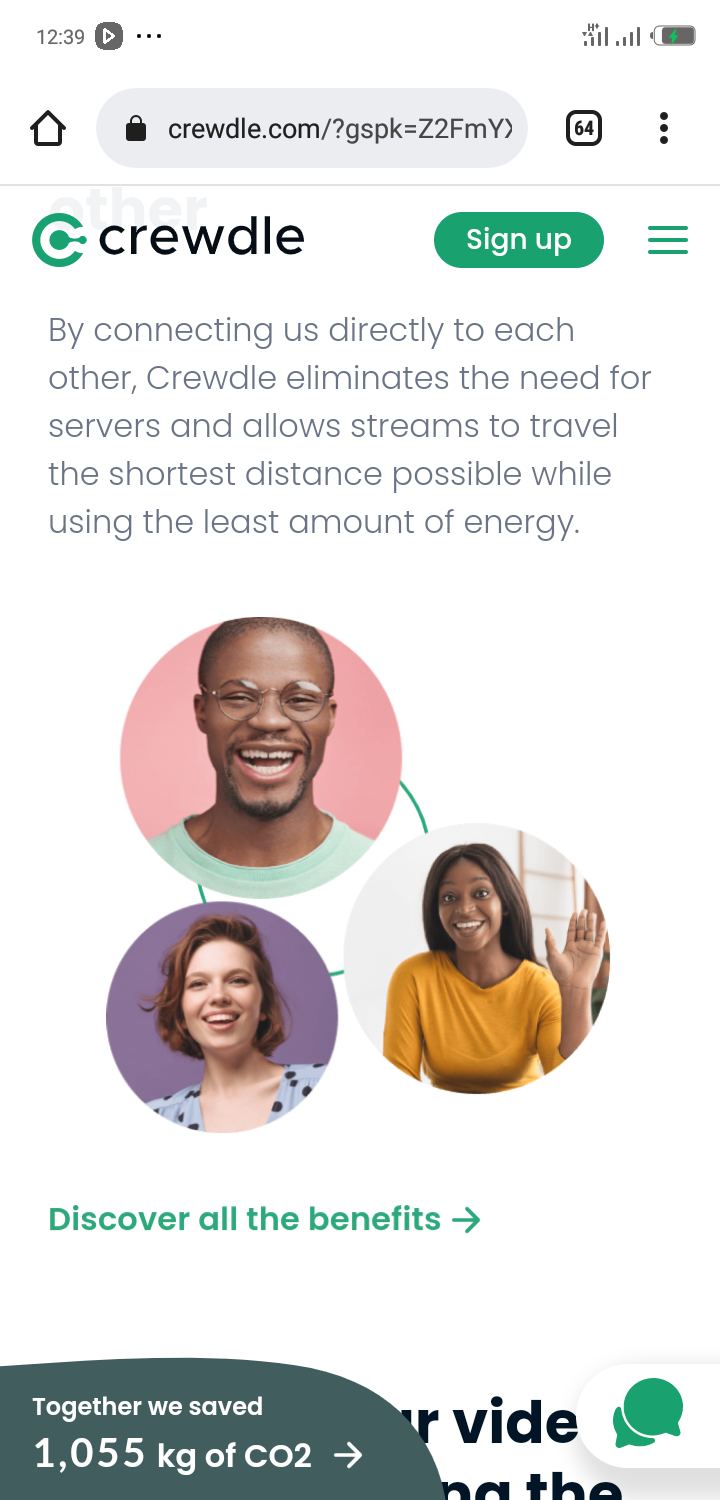 12:39
H+
crewdle.com/?gspk=Z2FmYX
64
other
crewdle
Sign up
By connecting us directly to each
other, Crewdle eliminates the need for
servers and allows streams to travel
the shortest distance possible while
using the least amount of energy.
Discover all the benefits →
Together we saved
1,055 kg of CO2 →
vide
the